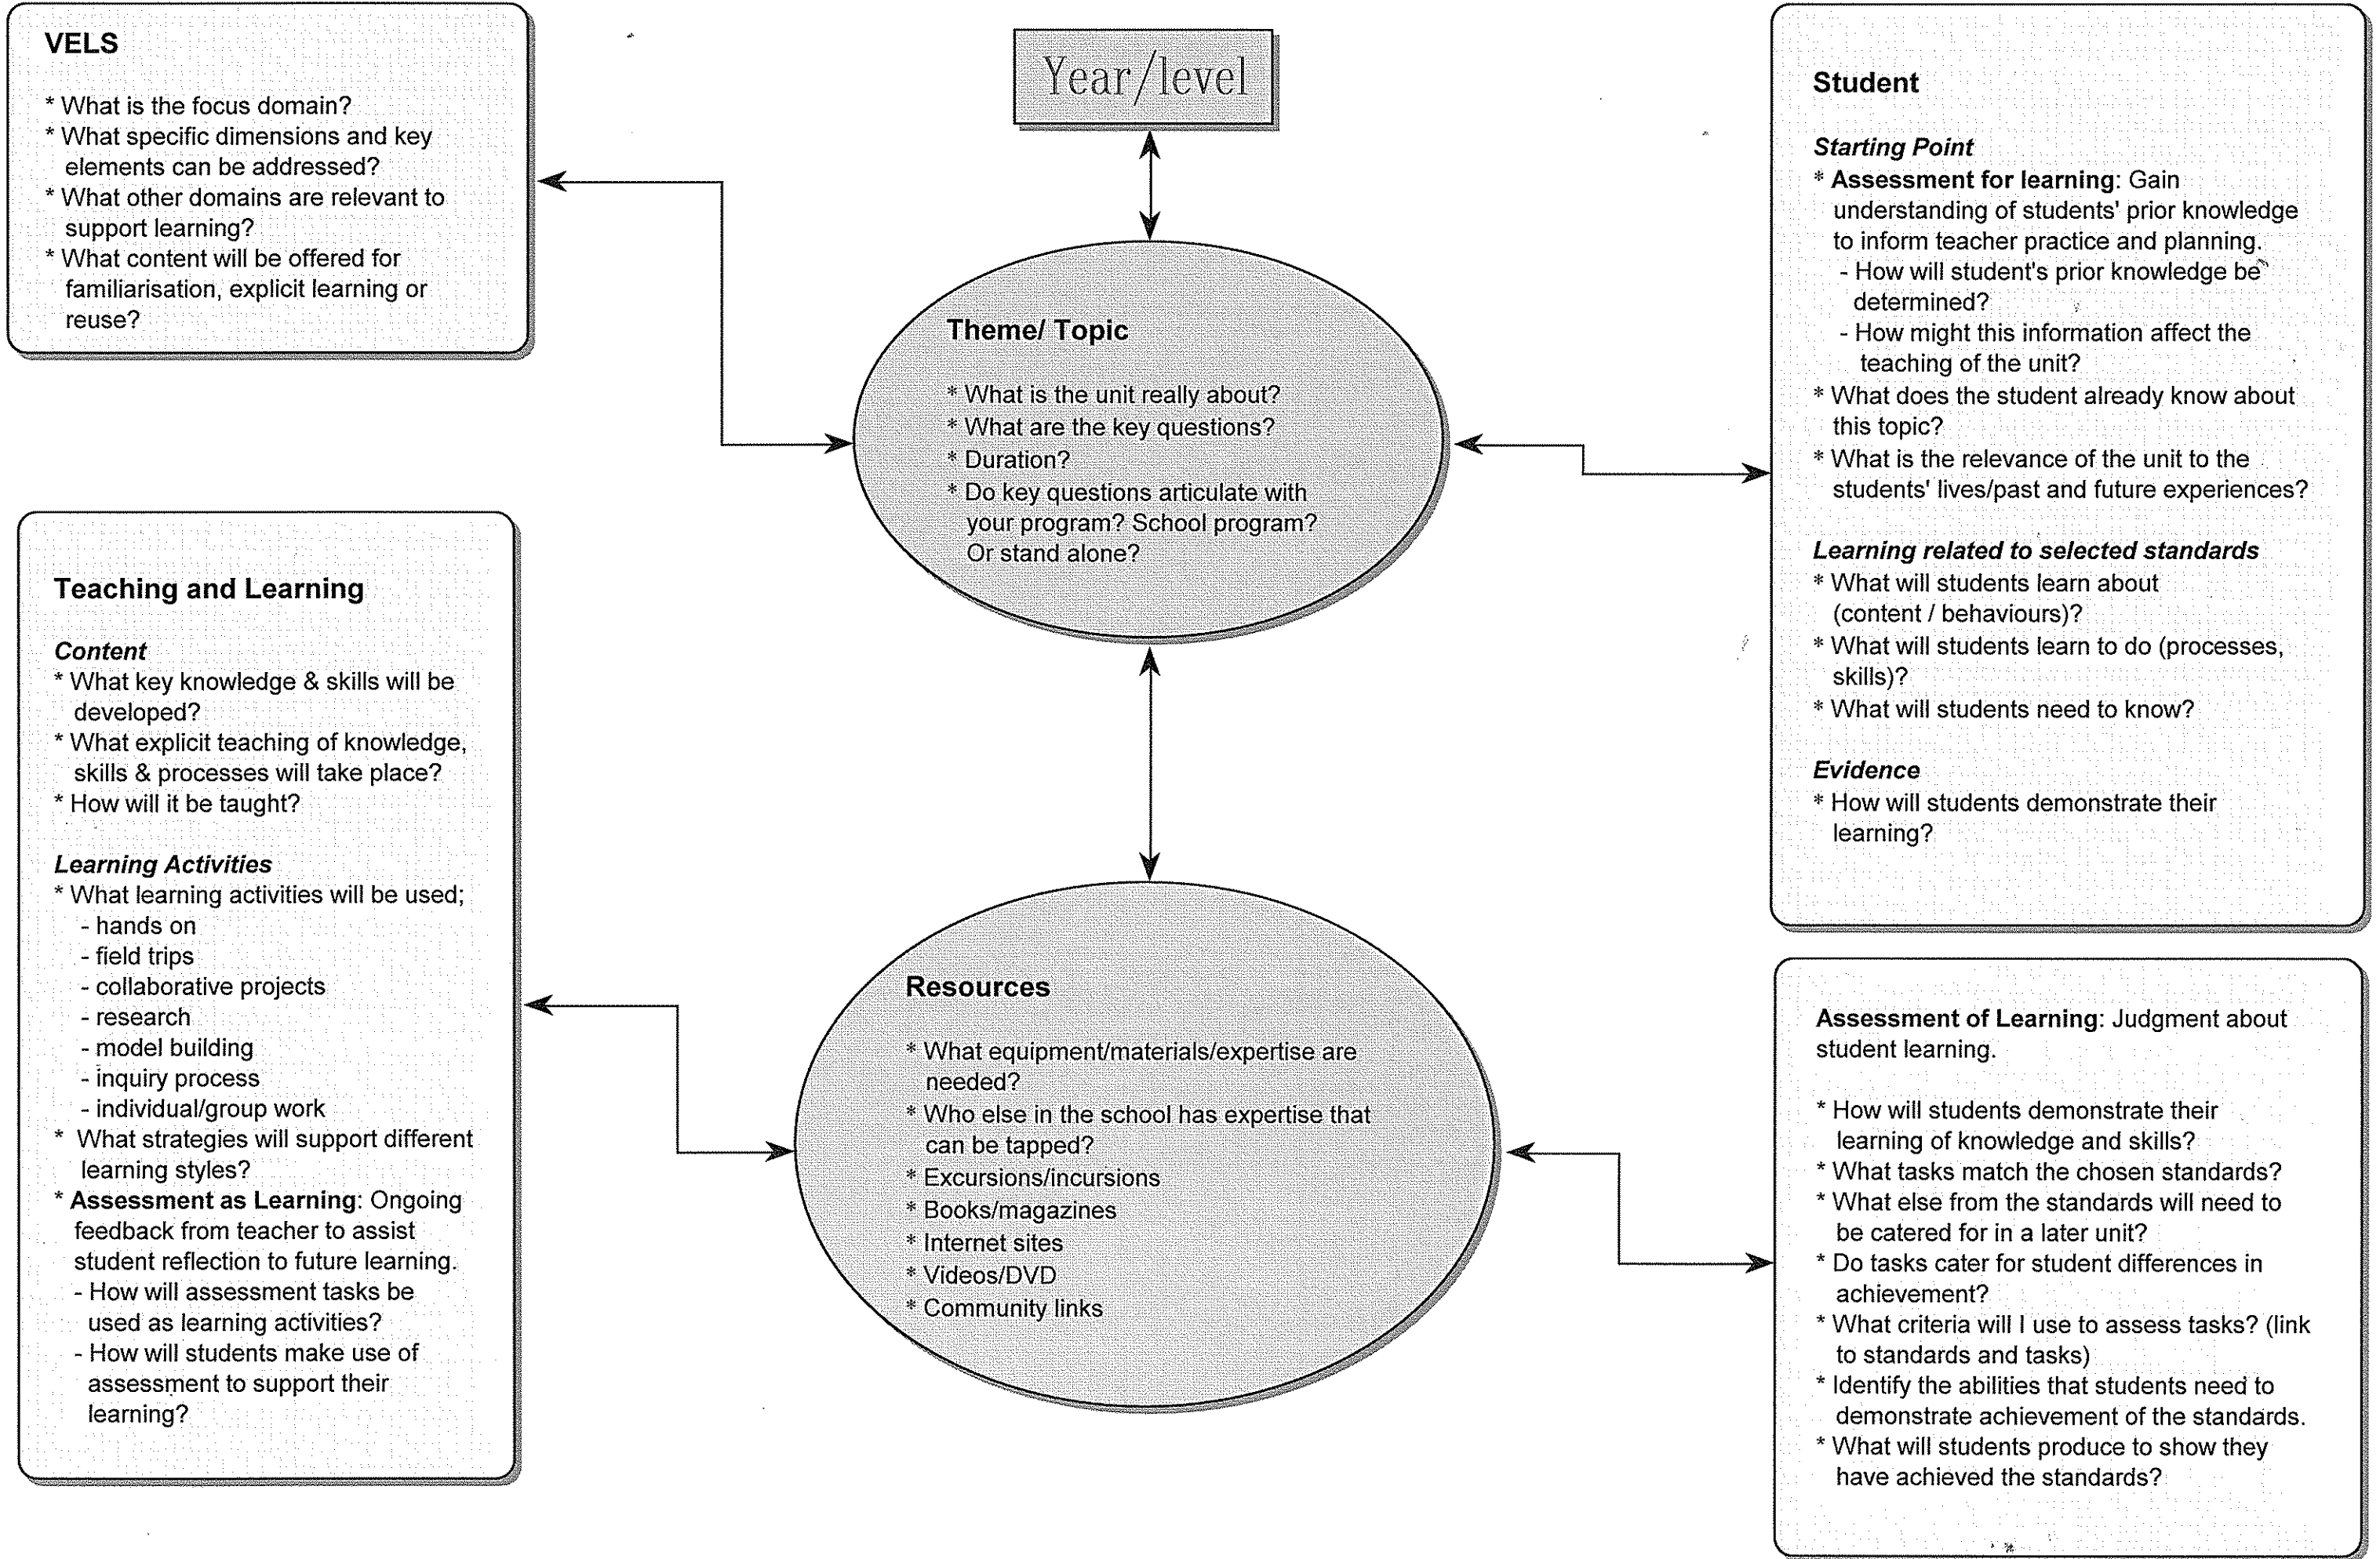 VELS
* What is the focus domain?
* What specific dimensions and key
elements can be addressed?
* What other domains are relevant to
support learning?
* What content will be offered for
familiarisation, explicit learning or
reuse?
Year/level
Theme/ Topic
* What is the unit really about?
* What are the key questions?
* Duration?
* Do key questions articulate with
your program? School program?
Or stand alone?
Student
Starting Point
* Assessment for learning: Gain
understanding of students' prior knowledge
to inform teacher practice and planning.
- How will student's prior knowledge be
determined?
- How might this information affect the
teaching of the unit?
* What does the student already know about
this topic?
* What is the relevance of the unit to the
students' lives/past and future experiences?
Learning related to selected standards
* What will students learn about
(content / behaviours)?
* What will students learn to do (processes,
skills)?
* What will students need to know?
Evidence
* How will students demonstrate their
learning?
Teaching and Learning
Content
* What key knowledge & skills will be
developed?
* What explicit teaching of knowledge,
skills & processes will take place?
* How will it be taught?
Learning Activities
* What learning activities will be used;
- hands on
- field trips
- collaborative projects
- research
- model building
- inquiry process
- individual/group work
* What strategies will support different
learning styles?
* Assessment as Learning: Ongoing
feedback from teacher to assist
student reflection to future learning.
- How will assessment tasks be
used as learning activities?
- How will students make use of
assessment to support their
learning?
Resources
* What equipment/materials/expertise are
needed?
* Who else in the school has expertise that
can be tapped?
* Excursions/incursions
* Books/magazines
* Internet sites
* Videos/DVD
* Community links
Assessment of Learning: Judgment about
student learning.
* How will students demonstrate their
learning of knowledge and skills?
* What tasks match the chosen standards?
* What else from the standards will need to
be catered for in a later unit?
* Do tasks cater for student differences in
achievement?
* What criteria will I use to assess tasks? (link
to standards and tasks)
* Identify the abilities that students need to
demonstrate achievement of the standards.
* What will students produce to show they
have achieved the standards?